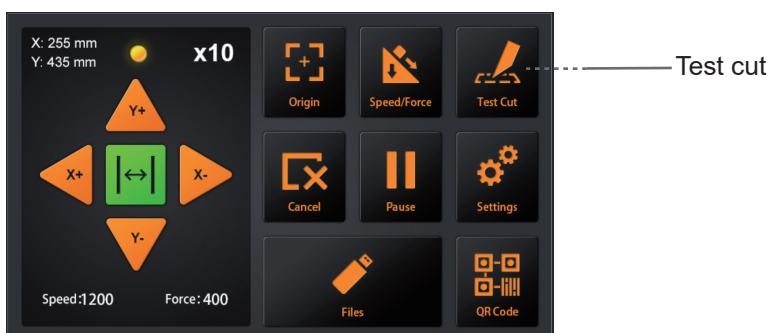 X: 255 mm
Y: 435 mm
x10
Y+
X+
X-
Y-
Speed:1200
Force:400
Origin
Speed/Force
Test Cut
Cancel
Pause
Settings
Files
QR Code
Test cut